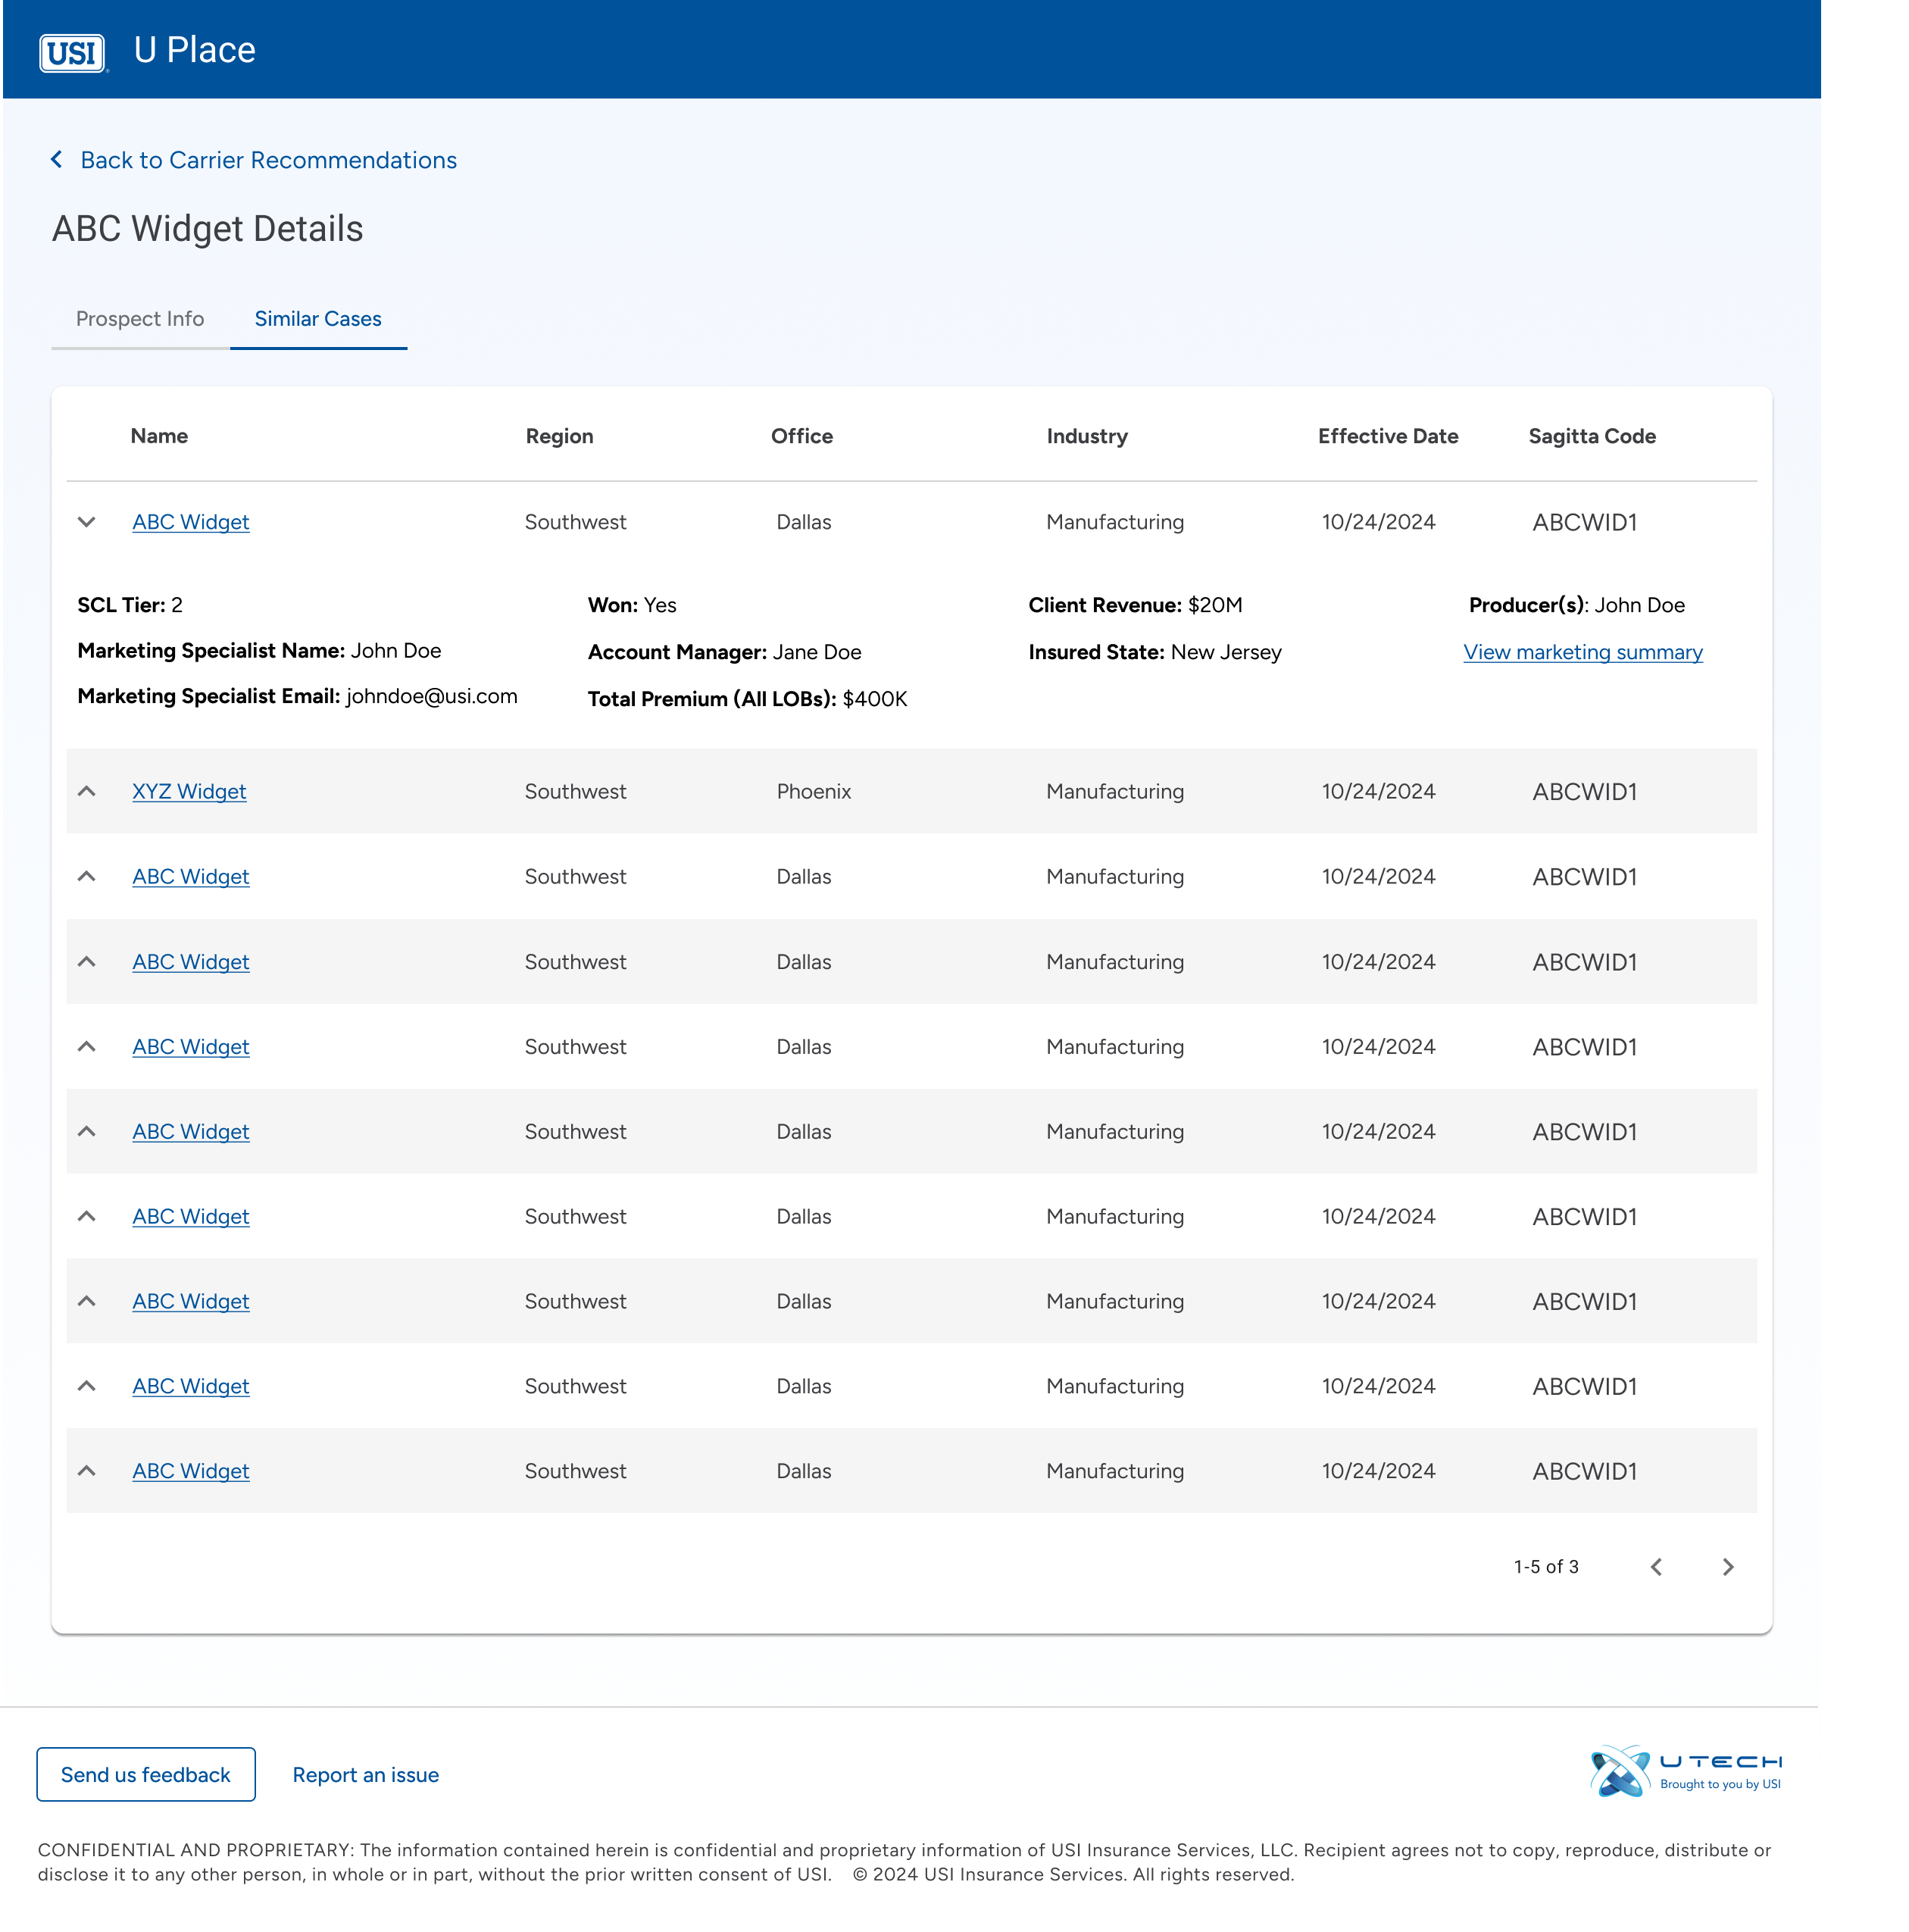 USI U Place
Back to Carrier Recommendations
ABC Widget Details
Prospect Info Similar Cases
Name Region Office Industry Effective Date Sagitta Code
ABC Widget Southwest Dallas Manufacturing 10/24/2024 ABCWID1
SCL Tier: 2 Won: Yes Client Revenue: $20M Producer(s): John Doe
Marketing Specialist Name: John Doe Account Manager: Jane Doe Insured State: New Jersey View marketing summary
Marketing Specialist Email: johndoe@usi.com Total Premium (All LOBs): $400K
XYZ Widget Southwest Phoenix Manufacturing 10/24/2024 ABCWID1
ABC Widget Southwest Dallas Manufacturing 10/24/2024 ABCWID1
ABC Widget Southwest Dallas Manufacturing 10/24/2024 ABCWID1
ABC Widget Southwest Dallas Manufacturing 10/24/2024 ABCWID1
ABC Widget Southwest Dallas Manufacturing 10/24/2024 ABCWID1
ABC Widget Southwest Dallas Manufacturing 10/24/2024 ABCWID1
ABC Widget Southwest Dallas Manufacturing 10/24/2024 ABCWID1
ABC Widget Southwest Dallas Manufacturing 10/24/2024 ABCWID1
ABC Widget Southwest Dallas Manufacturing 10/24/2024 ABCWID1
1-5 of 3
Send us feedback Report an issue
U TECH
Brought to you by USI
CONFIDENTIAL AND PROPRIETARY: The information contained herein is confidential and proprietary information of USI Insurance Services, LLC. Recipient agrees not to copy, reproduce, distribute or
disclose it to any other person, in whole or in part, without the prior written consent of USI. © 2024 USI Insurance Services. All rights reserved.